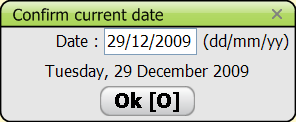 Confirm current date
Date : 29/12/2009 (dd/mm/yy)
Tuesday, 29 December 2009
Ok [O]